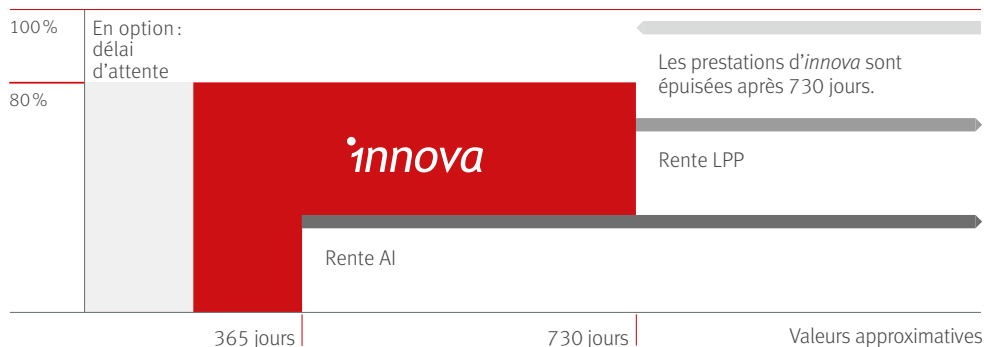 100%
En option :
délai
d'attente
80%
Les prestations d'innova sont
épuisées après 730 jours.
innova
Rente LPP
Rente AI
365 jours
730 jours
Valeurs approximatives